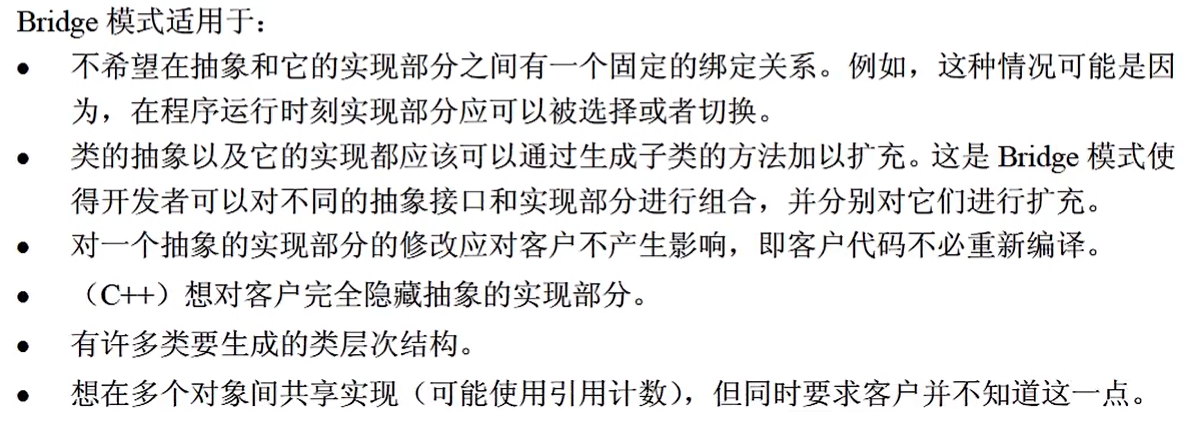 Bridge 模式适用于：
● 不希望在抽象和它的实现部分之间有一个固定的绑定关系。例如，这种情况可能是因
为，在程序运行时刻实现部分应可以被选择或者切换。
● 类的抽象以及它的实现都应该可以通过生成子类的方法加以扩充。这是 Bridge 模式使
得开发者可以对不同的抽象接口和实现部分进行组合，并分别对它们进行扩充。
● 对一个抽象的实现部分的修改应对客户不产生影响，即客户代码不必重新编译。
● （C++）想对客户完全隐藏抽象的实现部分。
● 有许多类要生成的类层次结构。
● 想在多个对象间共享实现（可能使用引用计数），但同时要求客户并不知道这一点。